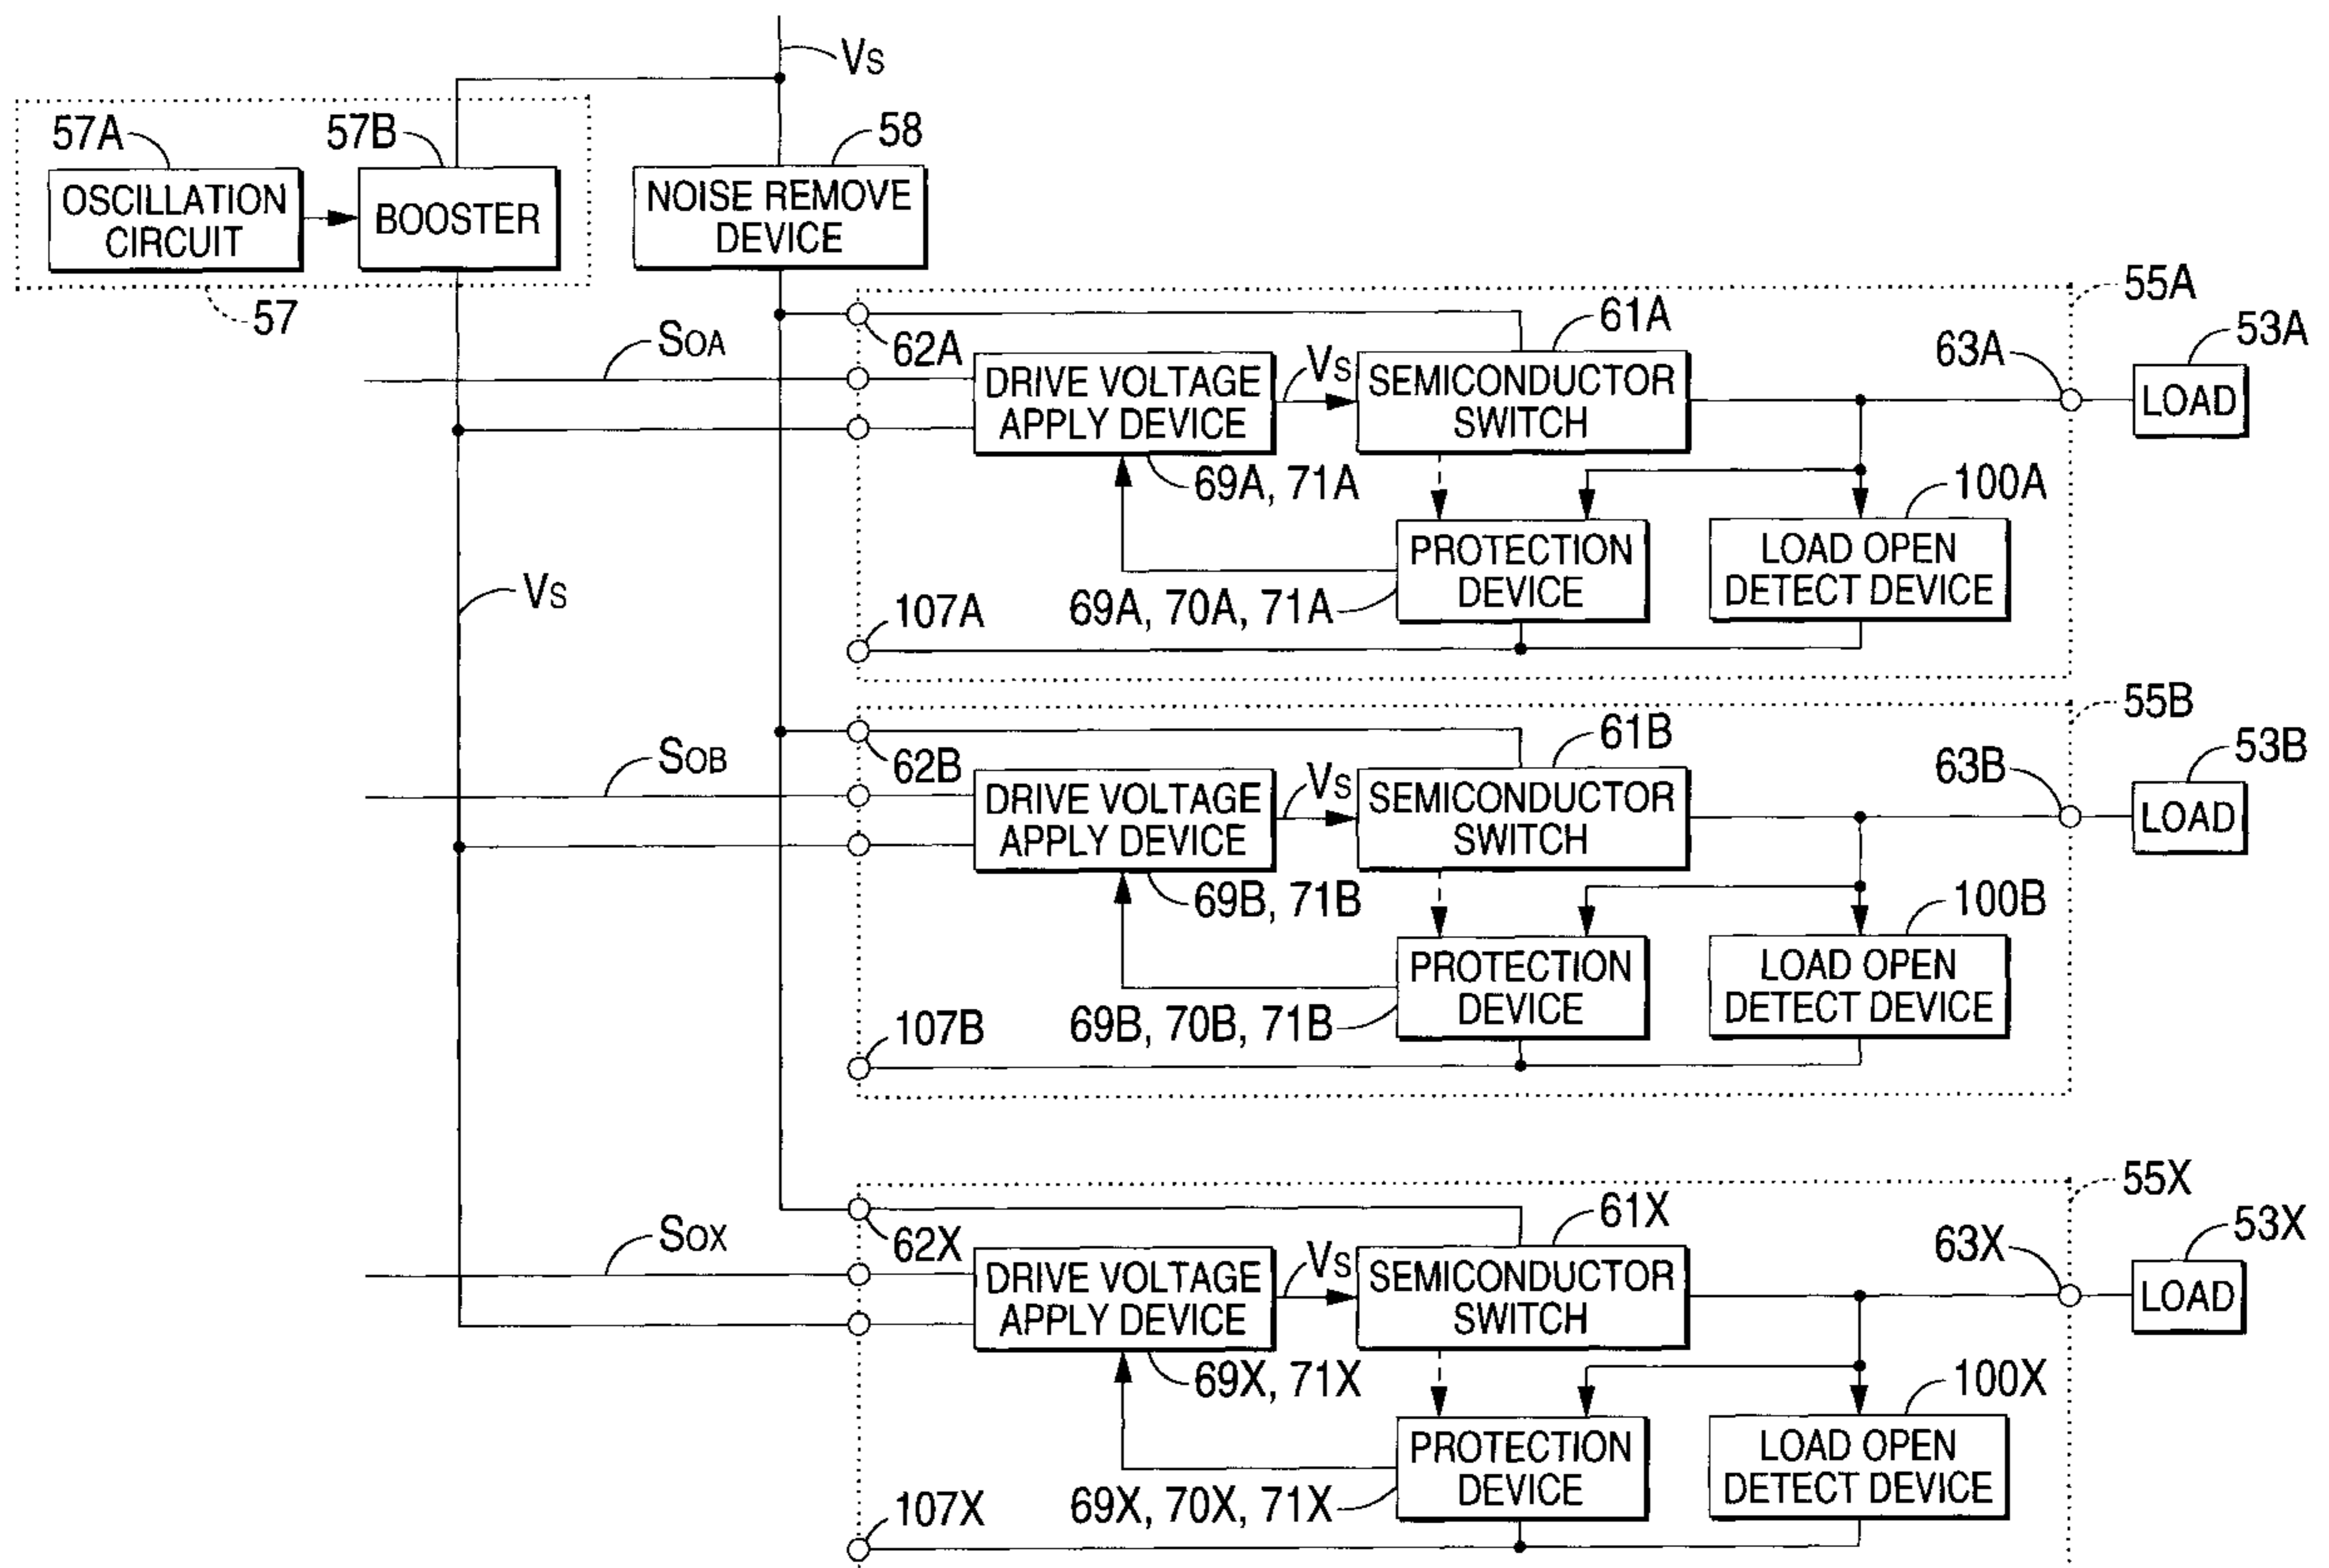 Vs
57A
57B
58
OSCILLATION
CIRCUIT
BOOSTER
NOISE REMOVE
DEVICE
57
55A
SOA
62A
61A
63A
53A
DRIVE VOLTAGE
APPLY DEVICE
Vs
SEMICONDUCTOR
SWITCH
LOAD
69A, 71A
100A
PROTECTION
DEVICE
LOAD OPEN
DETECT DEVICE
Vs
107A
69A, 70A, 71A
55B
SOB
62B
61B
63B
53B
DRIVE VOLTAGE
APPLY DEVICE
Vs
SEMICONDUCTOR
SWITCH
LOAD
69B, 71B
100B
PROTECTION
DEVICE
LOAD OPEN
DETECT DEVICE
107B
69B, 70B, 71B
55X
SOX
62X
61X
63X
53X
DRIVE VOLTAGE
APPLY DEVICE
Vs
SEMICONDUCTOR
SWITCH
LOAD
69X, 71X
100X
PROTECTION
DEVICE
LOAD OPEN
DETECT DEVICE
107X
69X, 70X, 71X